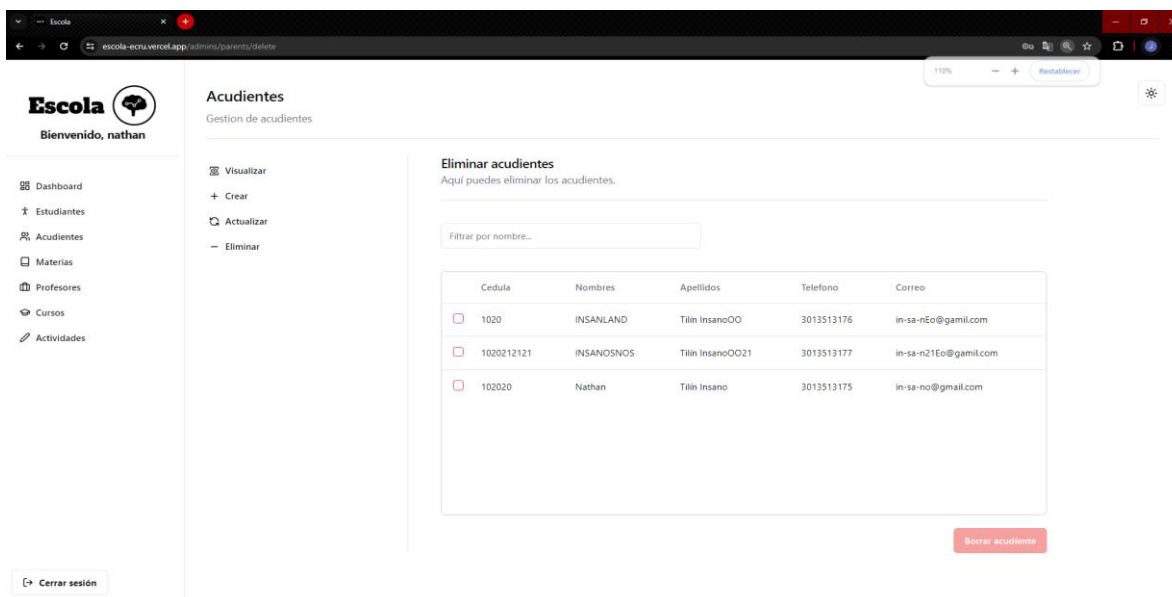 Escola
escola-ecru.vercel.app/admins/parents/delete
110%
Restablecer
Escola
Bienvenido, nathan
Dashboard
Estudiantes
Acudientes
Materias
Profesores
Cursos
Actividades
Cerrar sesión
Acudientes
Gestion de acudientes
Visualizar
Crear
Actualizar
Eliminar
Eliminar acudientes
Aquí puedes eliminar los acudientes.
Filtrar por nombre...
Cedula Nombres Apellidos Telefono Correo
1020 INSANLAND Tilín InsanoOO 3013513176 in-sa-nEo@gamil.com
1020212121 INSANOSNOS Tilín InsanoOO21 3013513177 in-sa-n21Eo@gamil.com
102020 Nathan Tilín Insano 3013513175 in-sa-no@gmail.com
Borrar acudiente